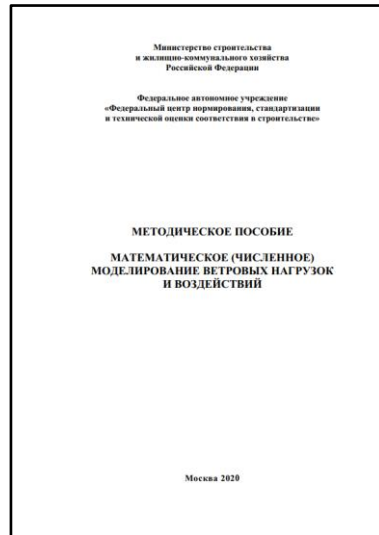 Министерство строительства
и жилищно-коммунального хозяйства
Российской Федерации
Федеральное автономное учреждение
«Федеральный центр нормирования, стандартизации
и технической оценки соответствия в строительстве»
МЕТОДИЧЕСКОЕ ПОСОБИЕ
МАТЕМАТИЧЕСКОЕ (ЧИСЛЕННОЕ)
МОДЕЛИРОВАНИЕ ВЕТРОВЫХ НАГРУЗОК
И ВОЗДЕЙСТВИЙ
Москва 2020